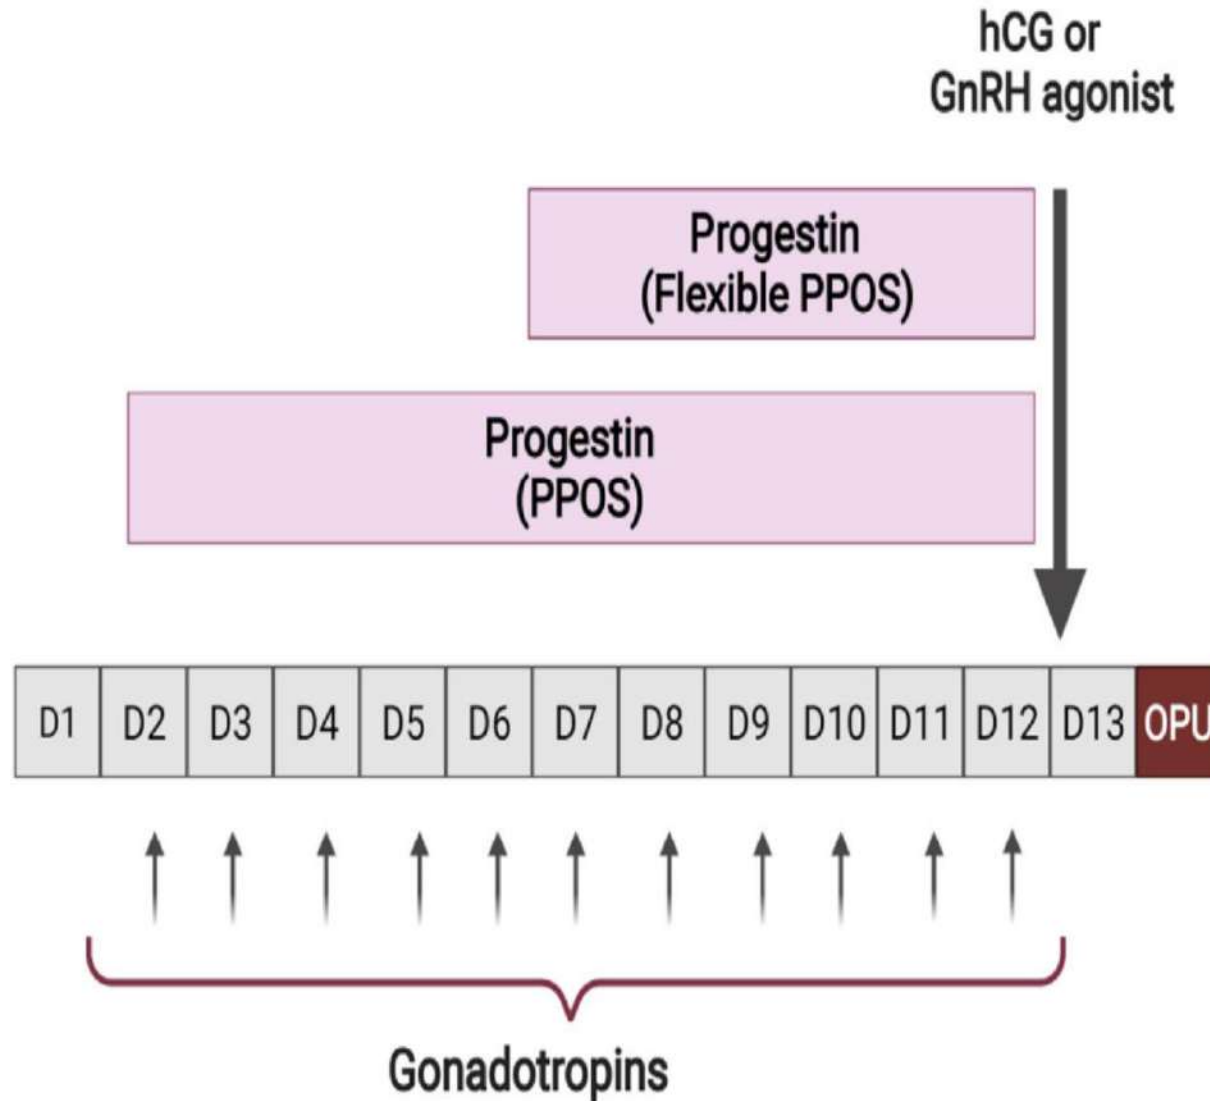 hCG or
GnRH agonist
Progestin
(Flexible PPOS)
Progestin
(PPOS)
D1 D2 D3 D4 D5 D6 D7 D8 D9 D10 D11 D12 D13 OPU
Gonadotropins